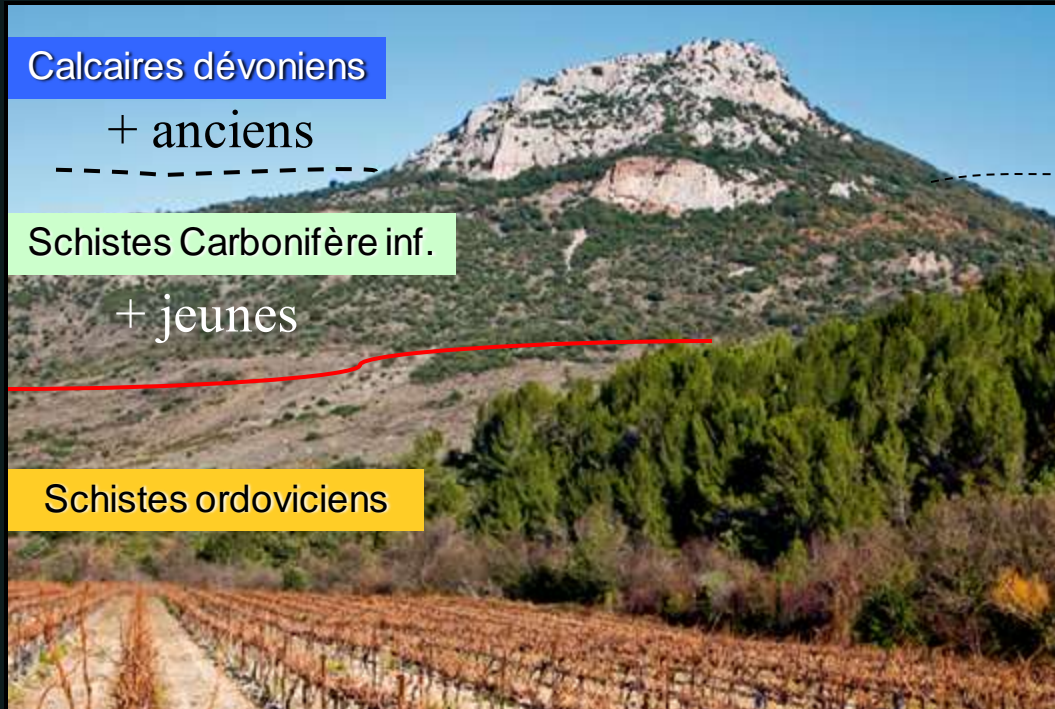 Calcaires dévoniens
+ anciens
Schistes Carbonifère inf.
+ jeunes
Schistes ordoviciens